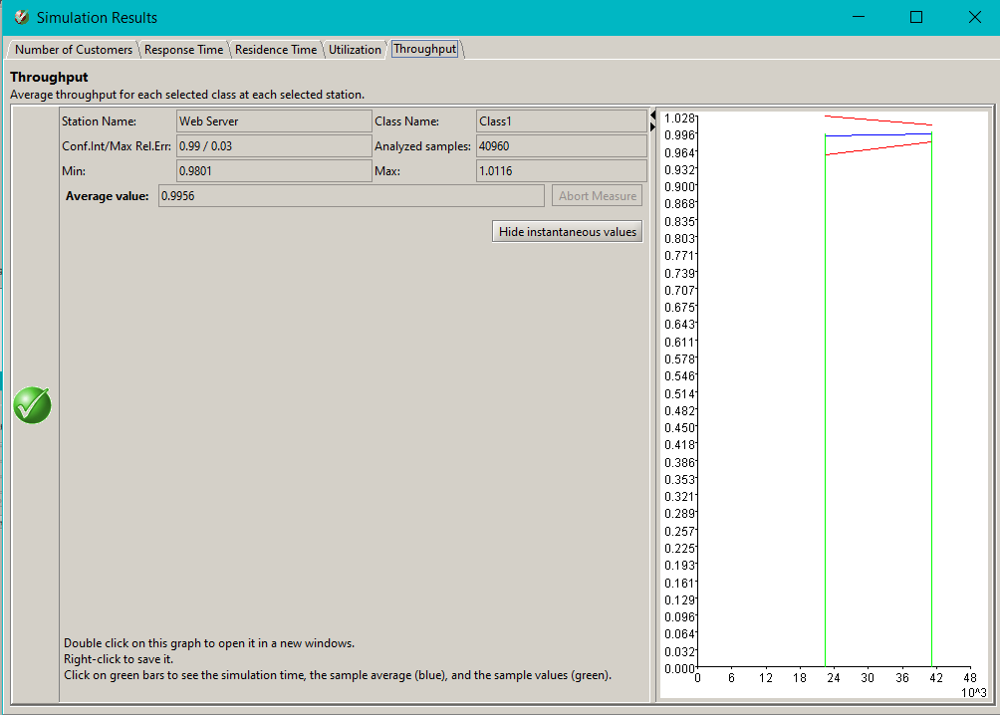 Simulation Results
Number of Customers Response Time Residence Time Utilization Throughput
Throughput
Average throughput for each selected class at each selected station.
Station Name: Web Server Class Name: Class1
Conf.Int/Max Rel.Err: 0.99 / 0.03 Analyzed samples: 40960
Min: 0.9801 Max: 1.0116
Average value: 0.9956 Abort Measure
Hide instantaneous values
Double click on this graph to open it in a new windows.
Right-click to save it.
Click on green bars to see the simulation time, the sample average (blue), and the sample values (green).
1.028
0.996
0.964
0.932
0.900
0.868
0.835
0.803
0.771
0.739
0.707
0.675
0.643
0.611
0.578
0.546
0.514
0.482
0.450
0.418
0.386
0.353
0.321
0.289
0.257
0.225
0.193
0.161
0.129
0.096
0.064
0.032
0.000
0 6 12 18 24 30 36 42 48
10^3